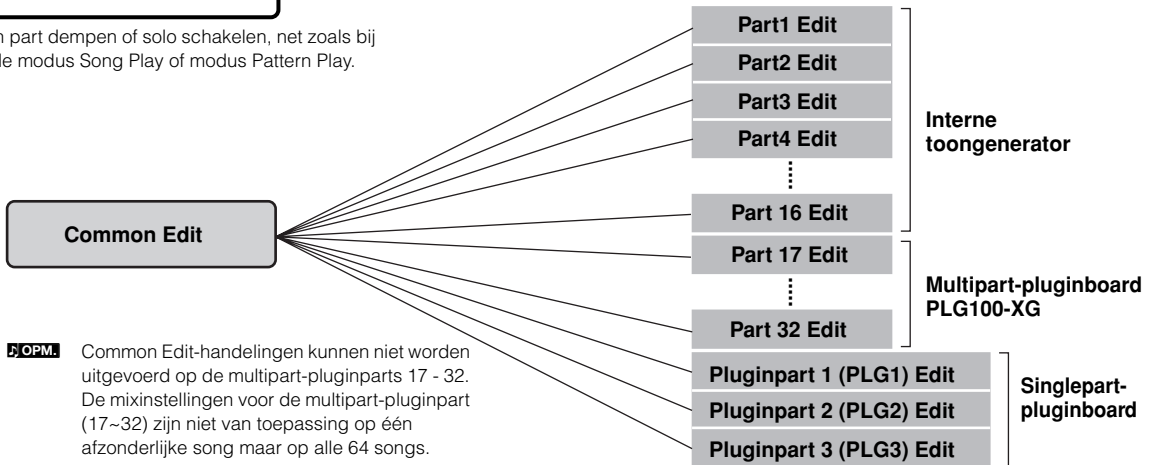 n part dempen of solo schakelen, net zoals bij
de modus Song Play of modus Pattern Play.
Common Edit
Part1 Edit
Part2 Edit
Part3 Edit
Part4 Edit
Part 16 Edit
Interne
toongenerator
Part 17 Edit
Part 32 Edit
Multipart-pluginboard
PLG100-XG
Pluginpart 1 (PLG1) Edit
Pluginpart 2 (PLG2) Edit
Pluginpart 3 (PLG3) Edit
Singlepart-
pluginboard
OPM.
Common Edit-handelingen kunnen niet worden
uitgevoerd op de multipart-pluginparts 17 - 32.
De mixinstellingen voor de multipart-pluginpart
(17~32) zijn niet van toepassing op één
afzonderlijke song maar op alle 64 songs.